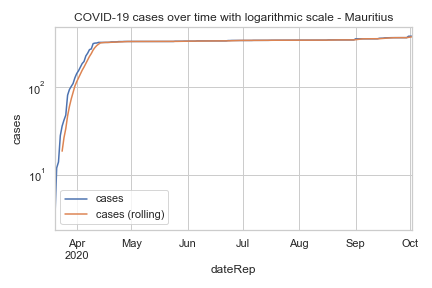 COVID-19 cases over time with logarithmic scale - Mauritius
cases
10²
10¹
cases
cases (rolling)
Apr
2020
May
Jun
Jul
Aug
Sep
Oct
dateRep